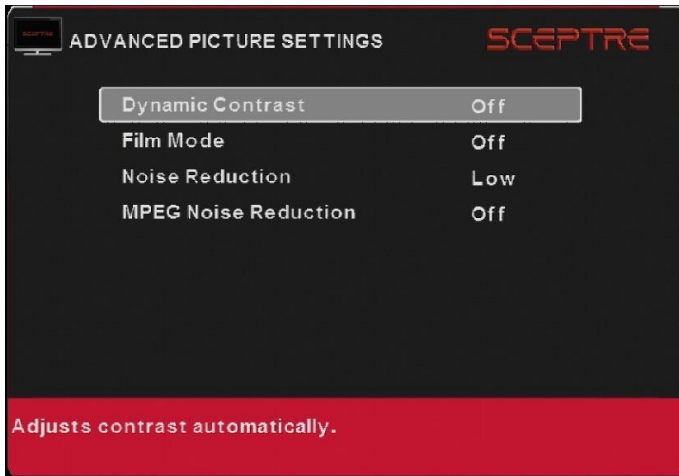 SCEPTRE
ADVANCED PICTURE SETTINGS
SCEPTRE
Dynamic Contrast Off
Film Mode Off
Noise Reduction Low
MPEG Noise Reduction Off
Adjusts contrast automatically.